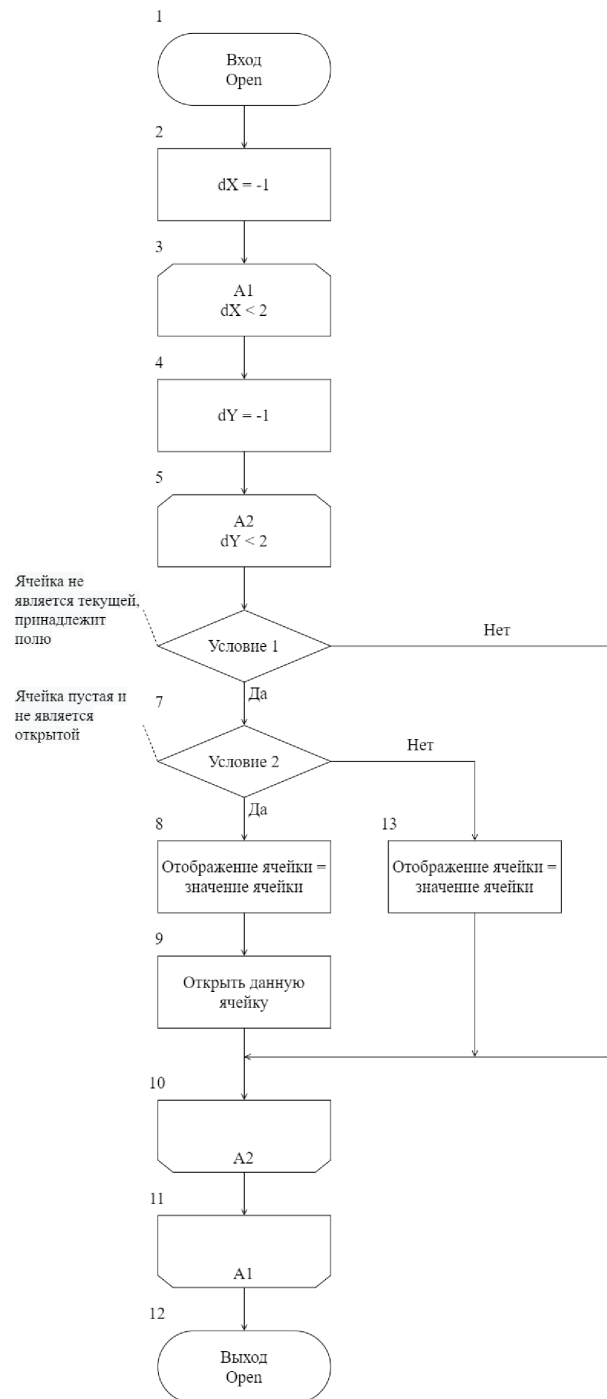 1
Вход
Open
2
dX = -1
3
A1
dX < 2
4
dY = -1
5
A2
dY < 2
Ячейка не
является текущей,
принадлежит
полю
Условие 1
Нет
Да
Ячейка пустая и
не является
открытой
7
Условие 2
Нет
Да
8
Отображение ячейки =
значение ячейки
13
Отображение ячейки =
значение ячейки
9
Открыть данную
ячейку
10
A2
11
A1
12
Выход
Open